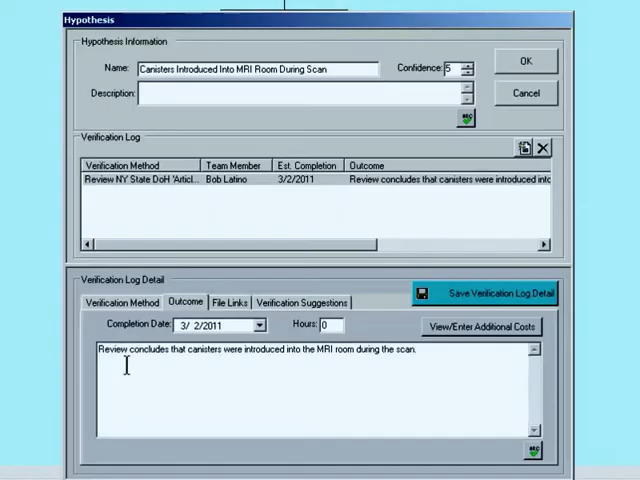 Hypothesis
Hypothesis Information
Name: Canisters Introduced Into MRI Room During Scan Confidence: 5 OK
Description: Cancel
Verification Log
Verification Method Team Member Est. Completion Outcome
Review NY State DoH 'Articl... Bob Latino 3/2/2011 Review concludes that canisters were introduced into
Verification Log Detail
Save Verification Log Detail
Verification Method Outcome File Links Verification Suggestions
Completion Date: 3/ 2/2011 Hours: 0 View/Enter Additional Costs
Review concludes that canisters were introduced into the MRI room during the scan.